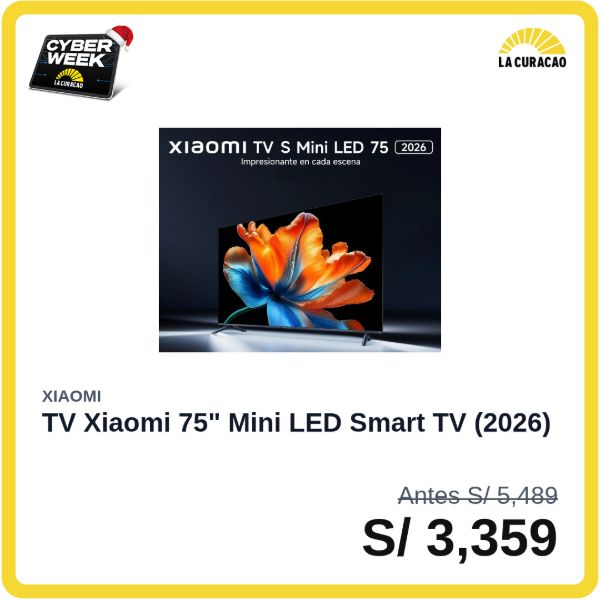 CYBER
WEEK
LA CURACAO
LA CURACAO
xiaomi TV S Mini LED 75 2026
Impresionante en cada escena
XIAOMI
TV Xiaomi 75" Mini LED Smart TV (2026)
Antes S/ 5,489
S/ 3,359